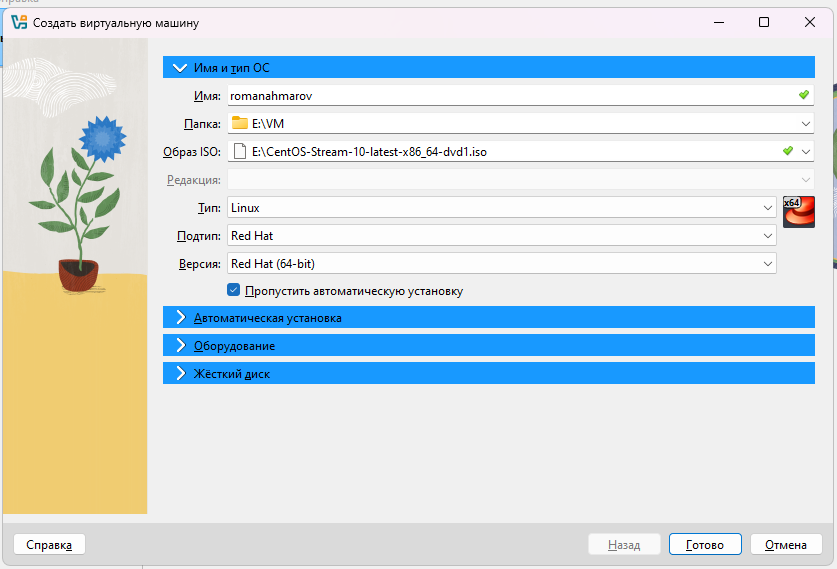 Создать виртуальную машину
Имя и тип ОС
Имя: romanahmarov
Папка: E:\VM
Образ ISO: E:\CentOS-Stream-10-latest-x86_64-dvd1.iso
Редакция:
Тип: Linux
x64
Подтип: Red Hat
Версия: Red Hat (64-bit)
Пропустить автоматическую установку
Автоматическая установка
Оборудование
Жёсткий диск
Справка Назад Готово Отмена